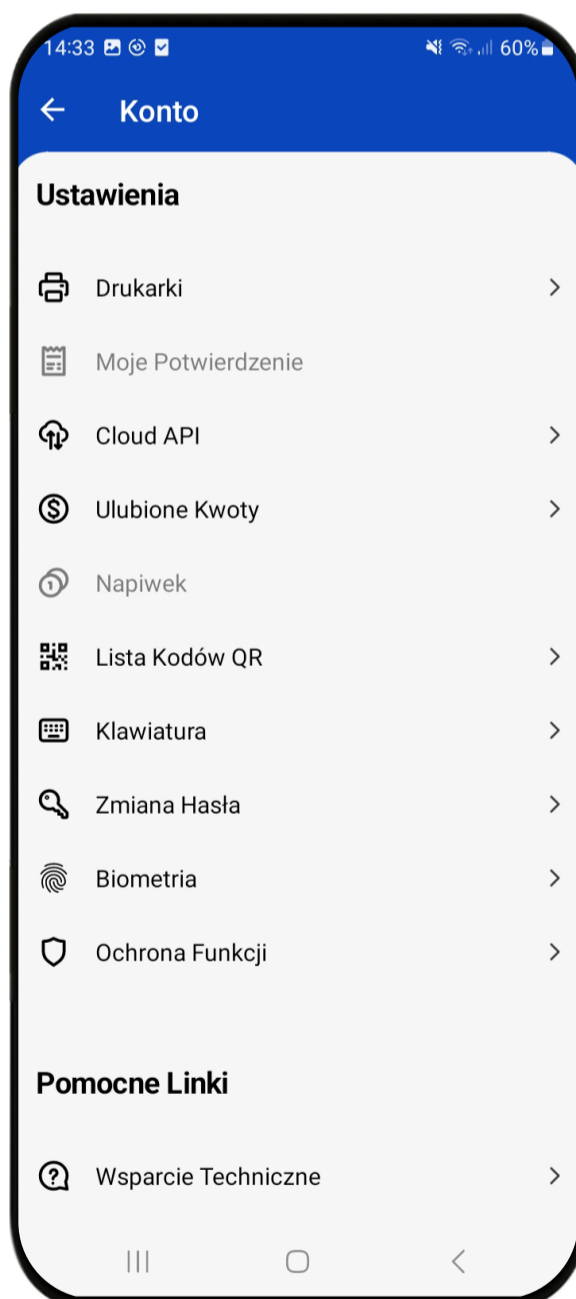 14:33 60%
Konto
Ustawienia
Drukarki
Moje Potwierdzenie
Cloud API
Ulubione Kwoty
Napiwek
Lista Kodów QR
Klawiatura
Zmiana Hasła
Biometria
Ochrona Funkcji
Pomocne Linki
Wsparcie Techniczne